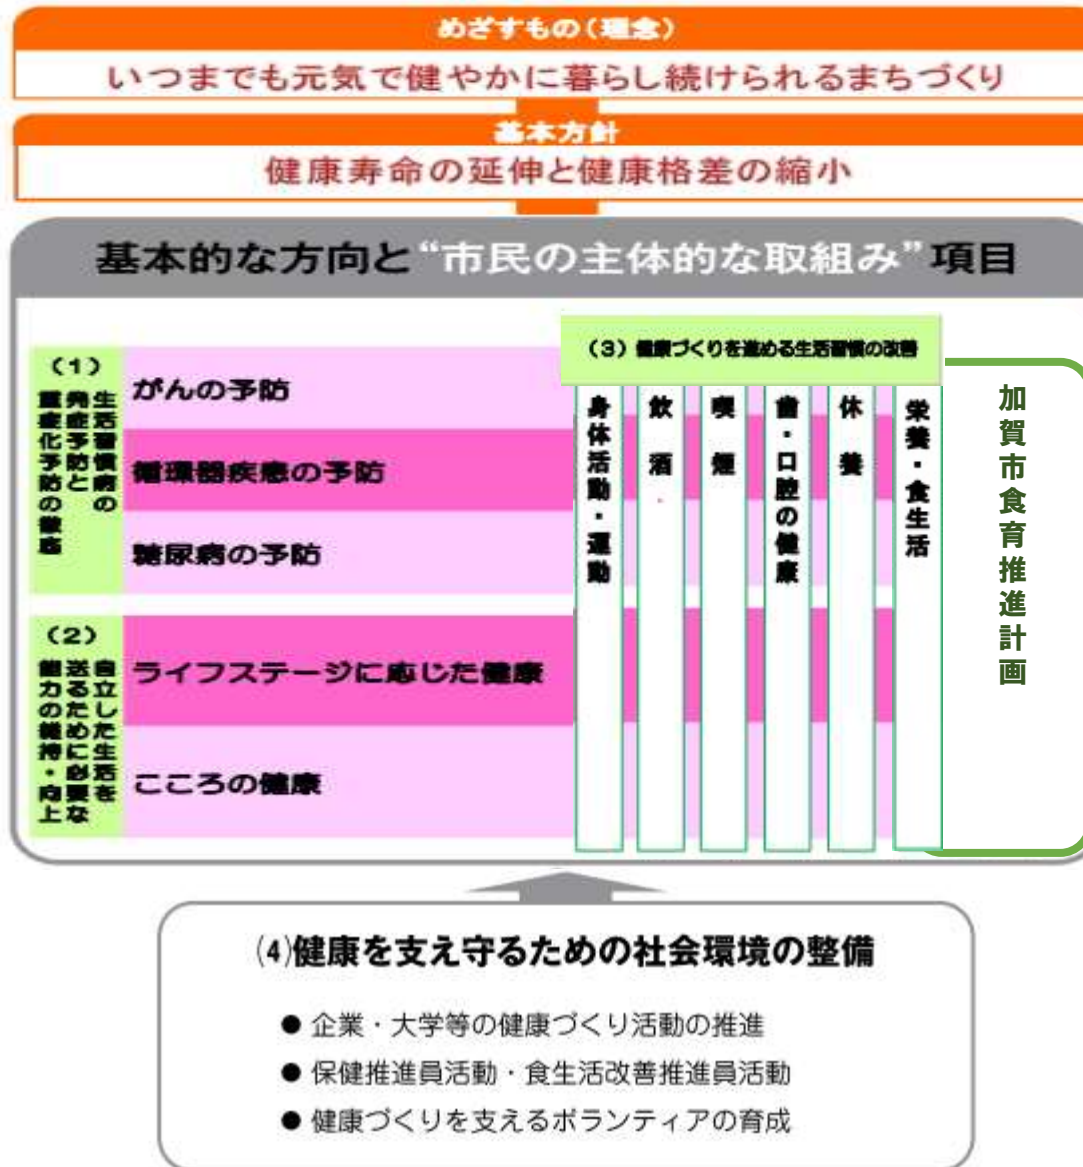 めざすもの(理念)
いつまでも元気で健やかに暮らし続けられるまちづくり
基本方針
健康寿命の延伸と健康格差の縮小
基本的な方向と“市民の主体的な取組み”項目
(1)
生活習慣病の
発症予防と
重症化予防の徹底
がんの予防
循環器疾患の予防
糖尿病の予防
(2)
自立した生活を
送るために必要な
能力の維持・向上
ライフステージに応じた健康
こころの健康
(3)健康づくりを進める生活習慣の改善
身体活動・運動
飲酒
喫煙
歯・口腔の健康
休養
栄養・食生活
加賀市食育推進計画
(4)健康を支え守るための社会環境の整備
● 企業・大学等の健康づくり活動の推進
● 保健推進員活動・食生活改善推進員活動
● 健康づくりを支えるボランティアの育成